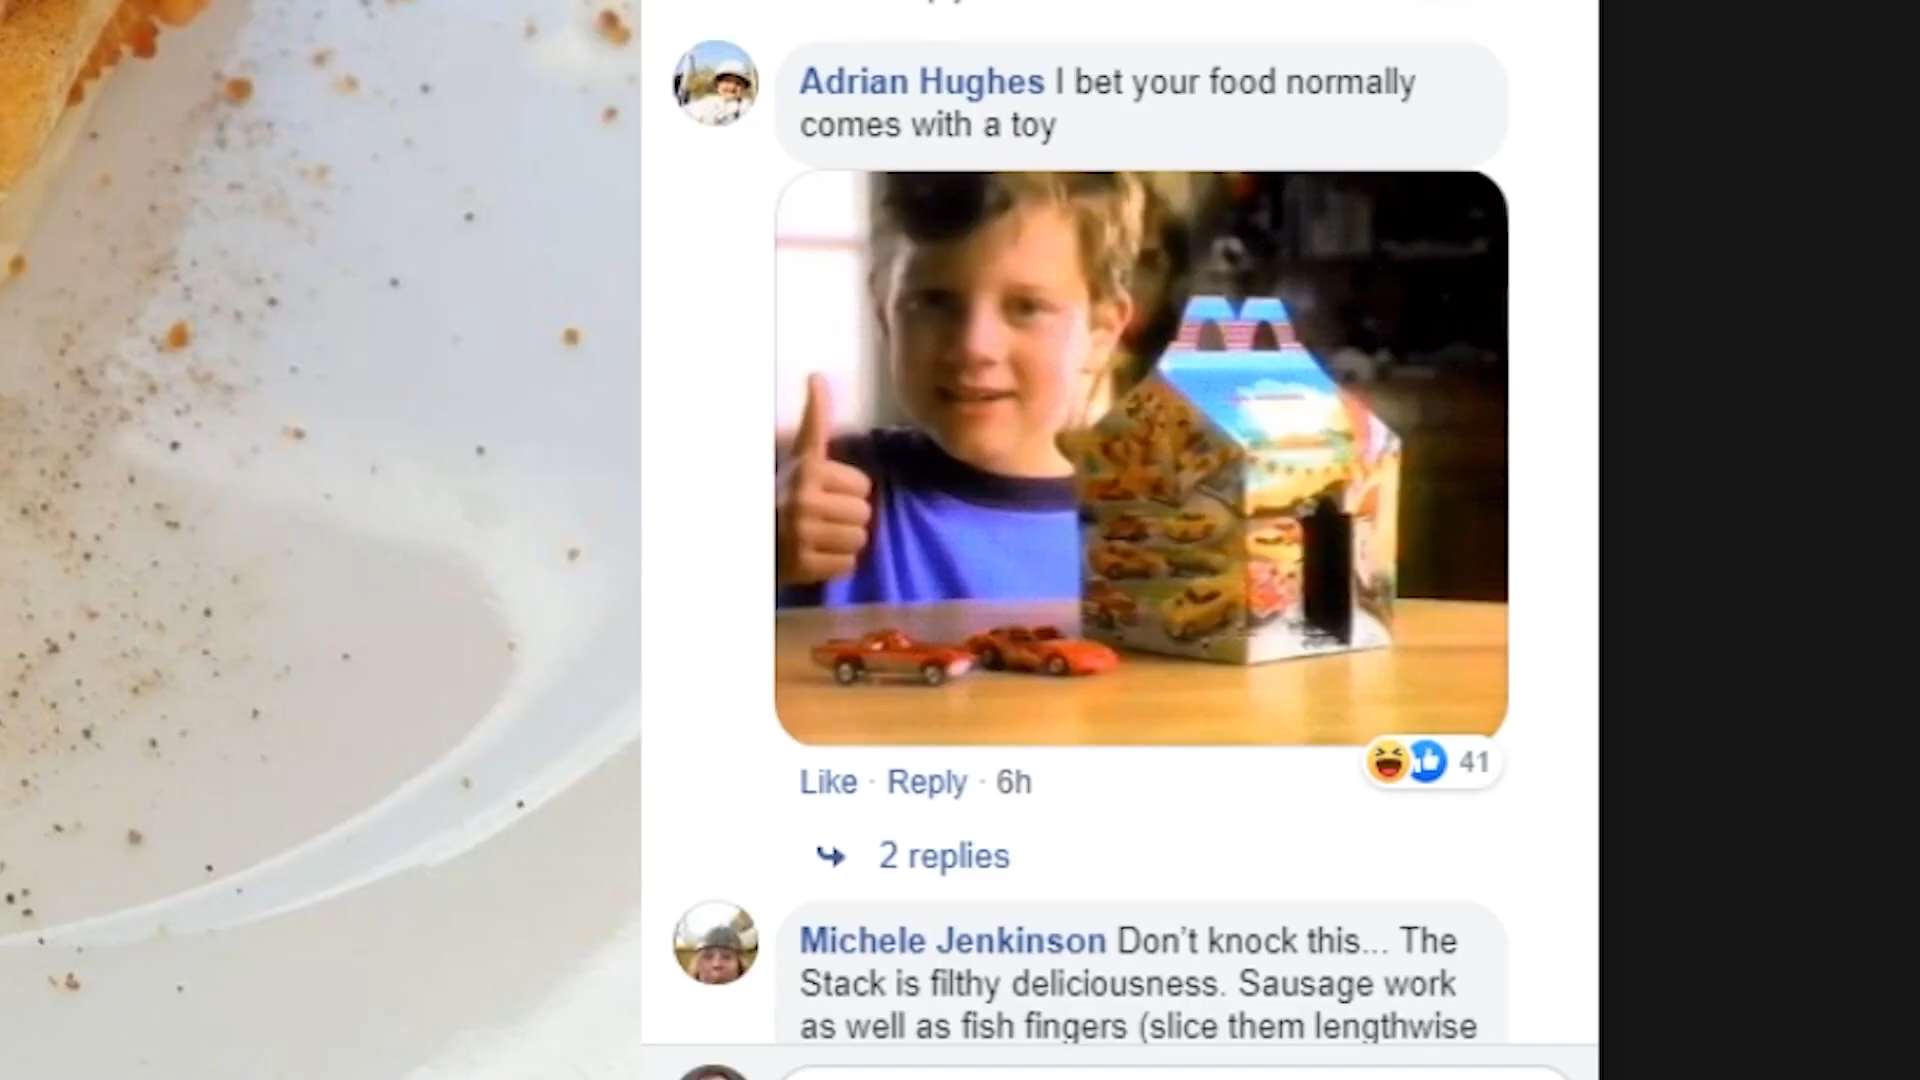 Adrian Hughes I bet your food normally
comes with a toy
41
Like · Reply · 6h
2 replies
Michele Jenkinson Don't knock this... The
Stack is filthy deliciousness. Sausage work
as well as fish fingers (slice them lengthwise